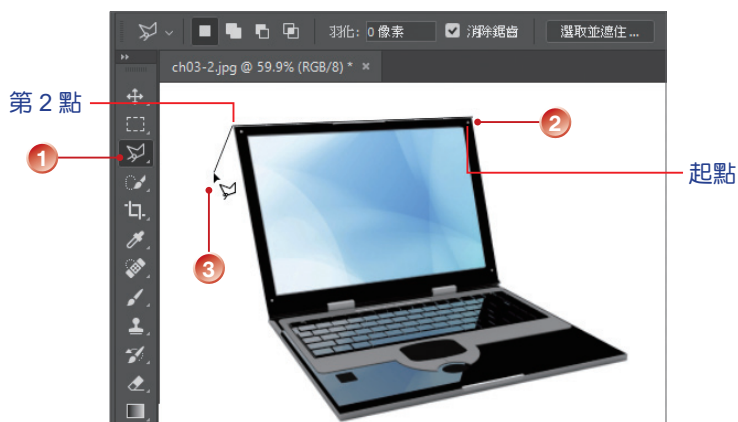 羽化: 0 像素 消除鋸齒 選取並遮住 ...
ch03-2.jpg @ 59.9% (RGB/8) * ×
第 2 點
2
1
起點
3